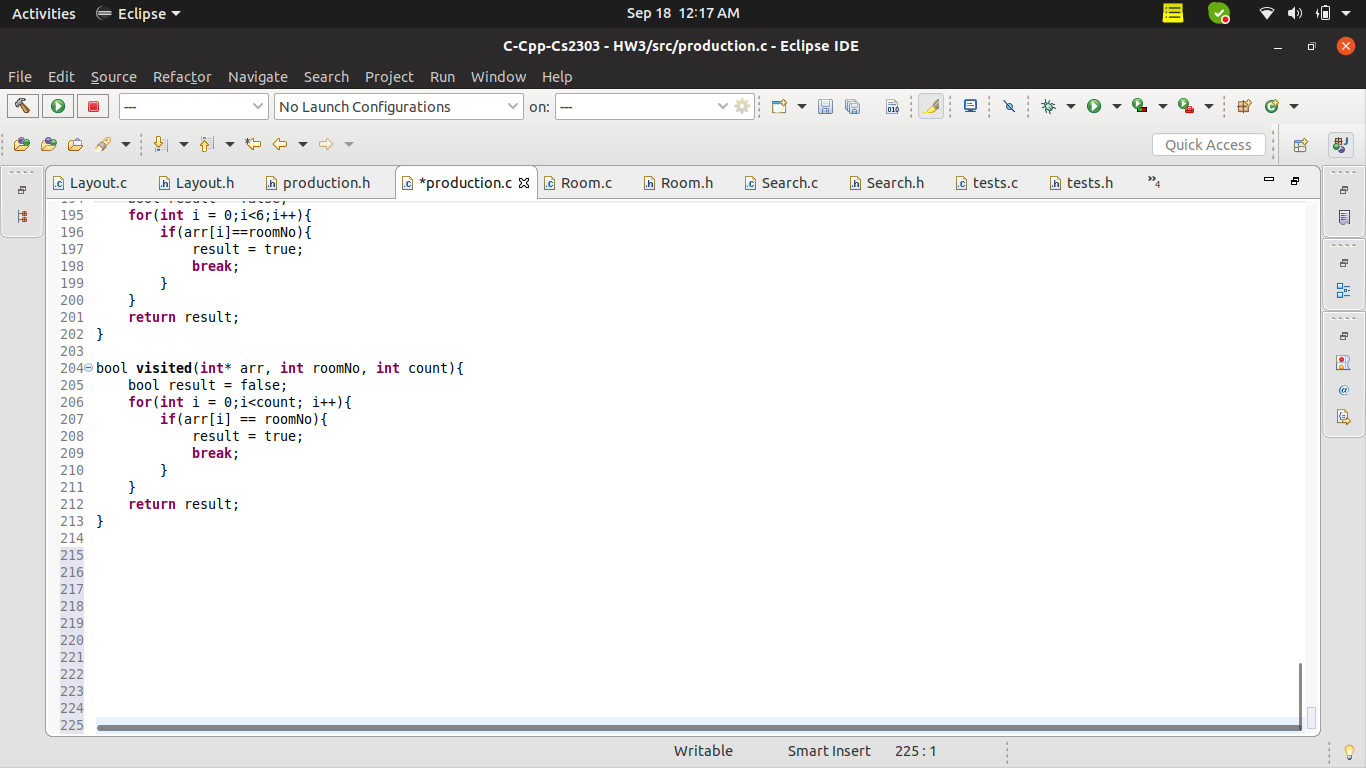 Activities Eclipse Sep 18 12:17 AM
C-Cpp-Cs2303 - HW3/src/production.c - Eclipse IDE
File Edit Source Refactor Navigate Search Project Run Window Help
--- No Launch Configurations on: --- 010
Quick Access
Layout.c Layout.h production.h *production.c Room.c Room.h Search.c Search.h tests.c tests.h »4
194 bool result = false;
195 for(int i = 0;i<6;i++){
196 if(arr[i]==roomNo){
197 result = true;
198 break;
199 }
200 }
201 return result;
202 }
203
204 bool visited(int* arr, int roomNo, int count){
205 bool result = false;
206 for(int i = 0;i<count; i++){
207 if(arr[i] == roomNo){
208 result = true;
209 break;
210 }
211 }
212 return result;
213 }
214
215
216
217
218
219
220
221
222
223
224
225
Writable Smart Insert 225 : 1